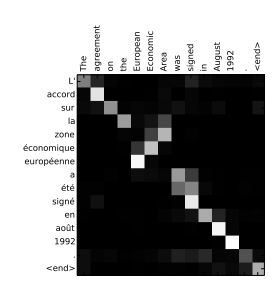 The agreement on the European Economic Area was signed in August 1992 . <end>
L'
accord
sur
la
zone
économique
européenne
a
été
signé
en
août
1992
.
<end>